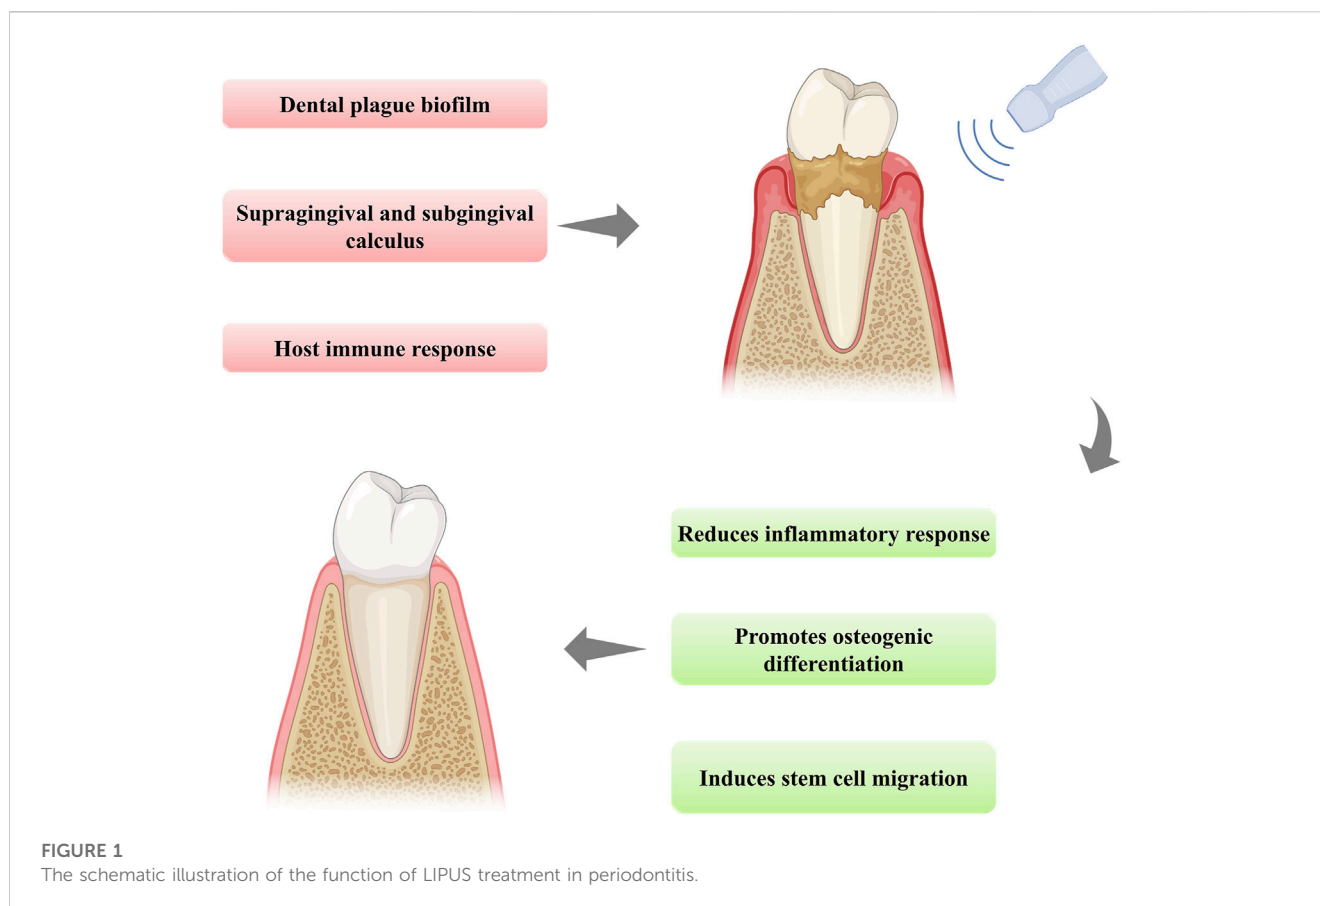 Dental plague biofilm
Supragingival and subgingival
calculus
Host immune response
Reduces inflammatory response
Promotes osteogenic
differentiation
Induces stem cell migration
FIGURE 1
The schematic illustration of the function of LIPUS treatment in periodontitis.